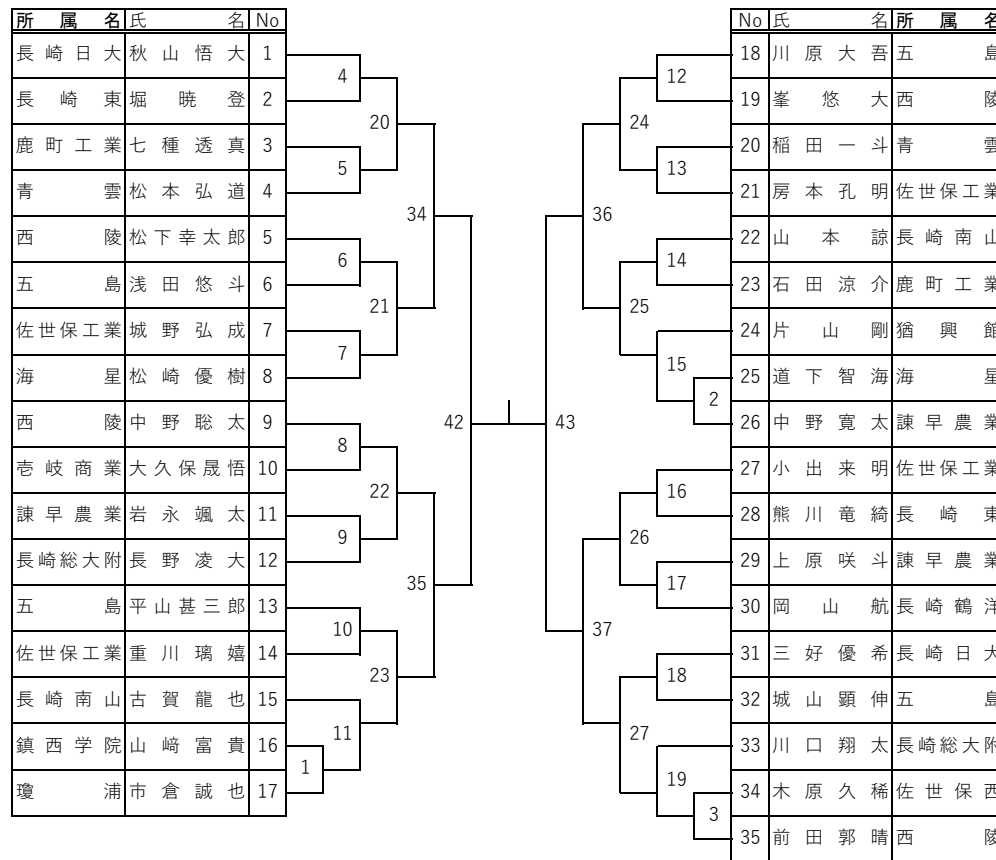 所属名 氏名 No
長崎日大 秋山悟大 1
長崎東 堀暁登 2
鹿町工業 七種透真 3
青雲 松本弘道 4
西陵 松下幸太郎 5
五島 浅田悠斗 6
佐世保工業 城野弘成 7
海星 松崎優樹 8
西陵 中野聡太 9
壱岐商業 大久保晟悟 10
諫早農業 岩永颯太 11
長崎総大附 長野凌大 12
五島 平山甚三郎 13
佐世保工業 重川璃嬉 14
長崎南山 古賀龍也 15
鎮西学院 山﨑富貴 16
瓊浦 市倉誠也 17
4
20
5
34
6
21
7
42
8
22
9
35
10
23
11
1
12
24
13
36
14
25
15
2
43
16
26
17
37
18
27
19
3
No 氏名 所属名
18 川原大吾 五島
19 峯悠大 西陵
20 稲田一斗 青雲
21 房本孔明 佐世保工業
22 山本諒 長崎南山
23 石田涼介 鹿町工業
24 片山剛 猶興館
25 道下智海 海星
26 中野寛太 諫早農業
27 小出来明 佐世保工業
28 熊川竜綺 長崎東
29 上原咲斗 諫早農業
30 岡山航 長崎鶴洋
31 三好優希 長崎日大
32 城山顕伸 五島
33 川口翔太 長崎総大附
34 木原久稀 佐世保西
35 前田郭晴 西陵